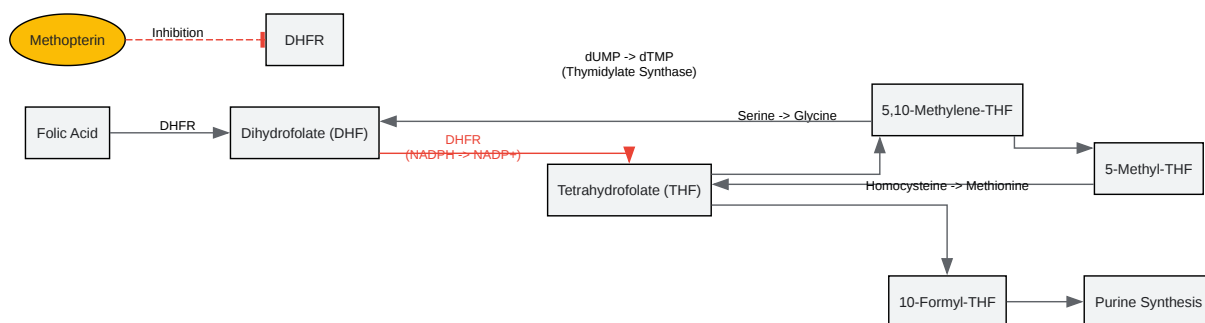 Methopterin
Inhibition
DHFR
dUMP -> dTMP
(Thymidylate Synthase)
Folic Acid
DHFR
Dihydrofolate (DHF)
Serine -> Glycine
5,10-Methylene-THF
DHFR
(NADPH -> NADP+)
5-Methyl-THF
Tetrahydrofolate (THF)
Homocysteine -> Methionine
10-Formyl-THF
Purine Synthesis